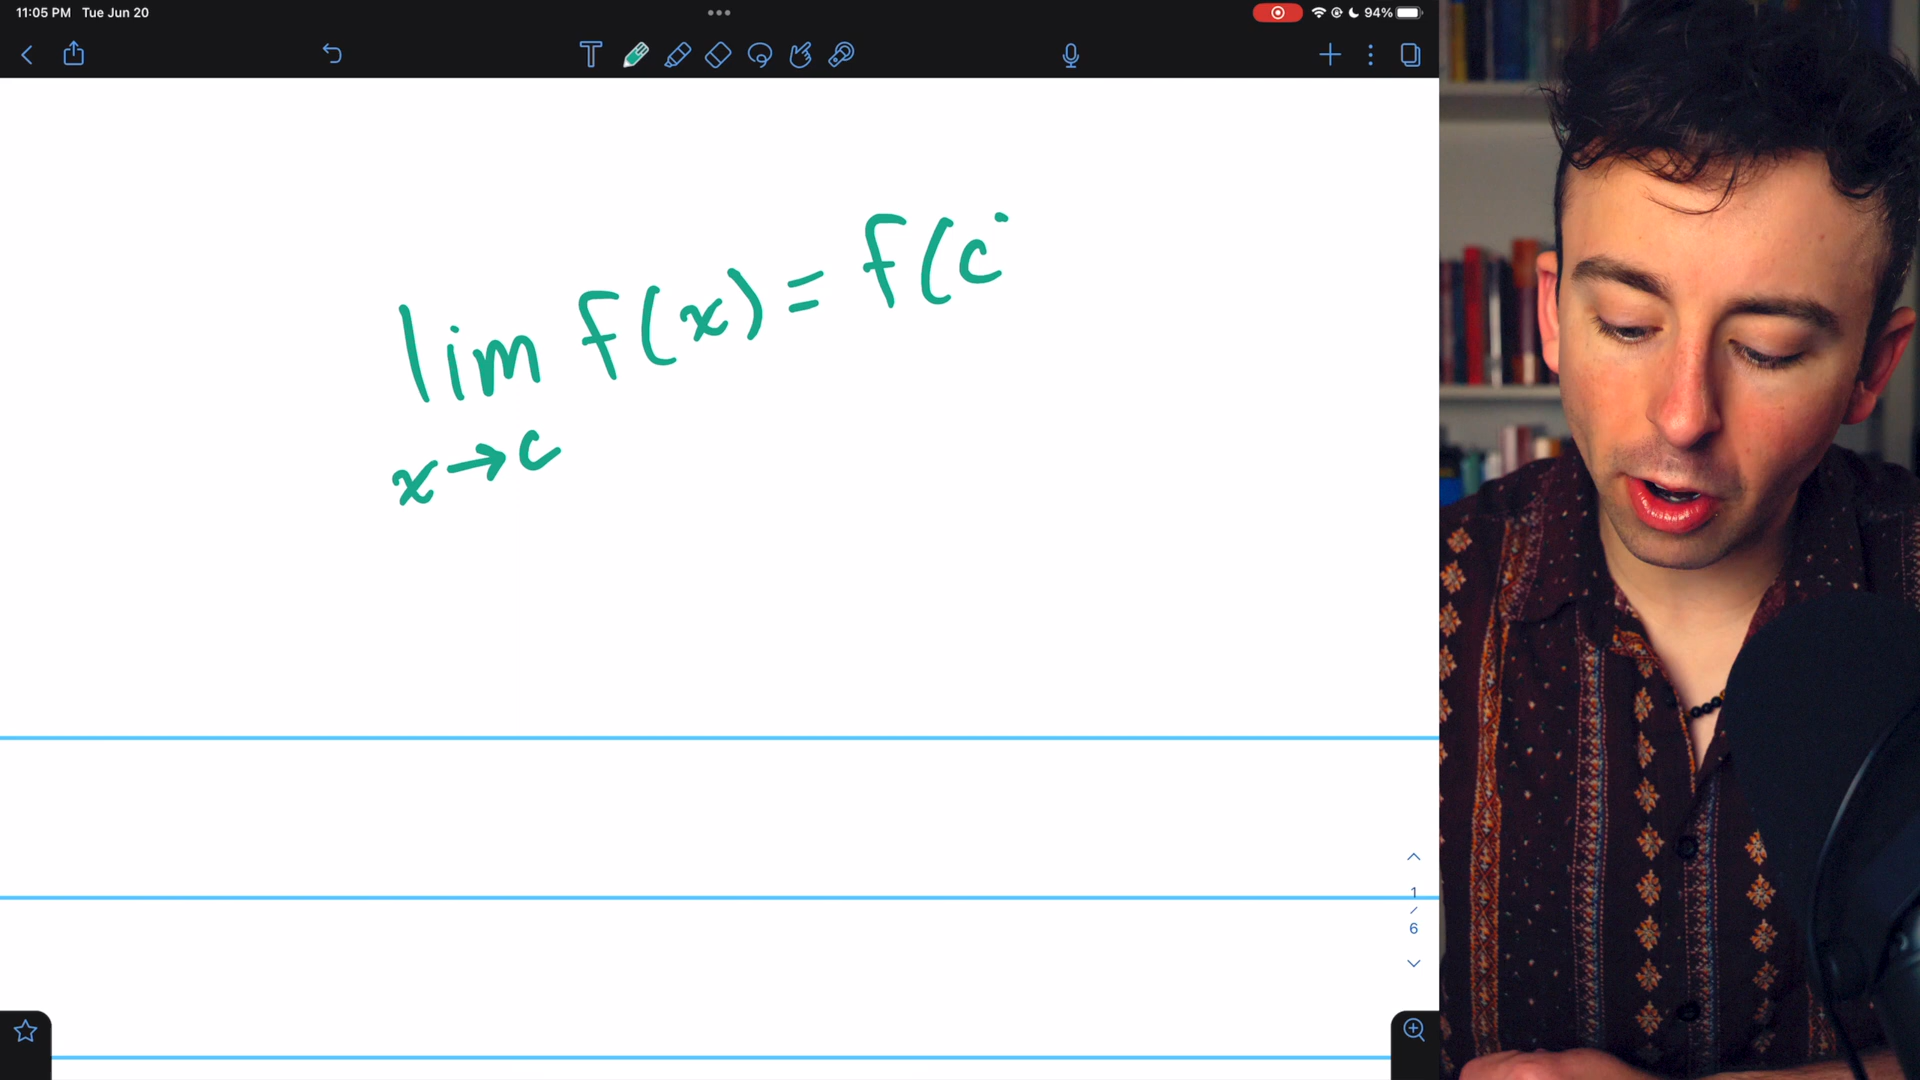 11:05 PM Tue Jun 20
94%
lim f(x) = f(c
x→c
1
/
6